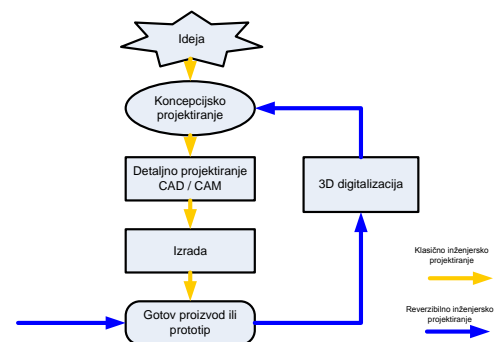 Ideja
Koncepcijsko
projektiranje
Detaljno projektiranje
CAD / CAM
3D digitalizacija
Izrada
Klasično inženjersko
projektiranje
Gotov proizvod ili
prototip
Reverzibilno inženjersko
projektiranje